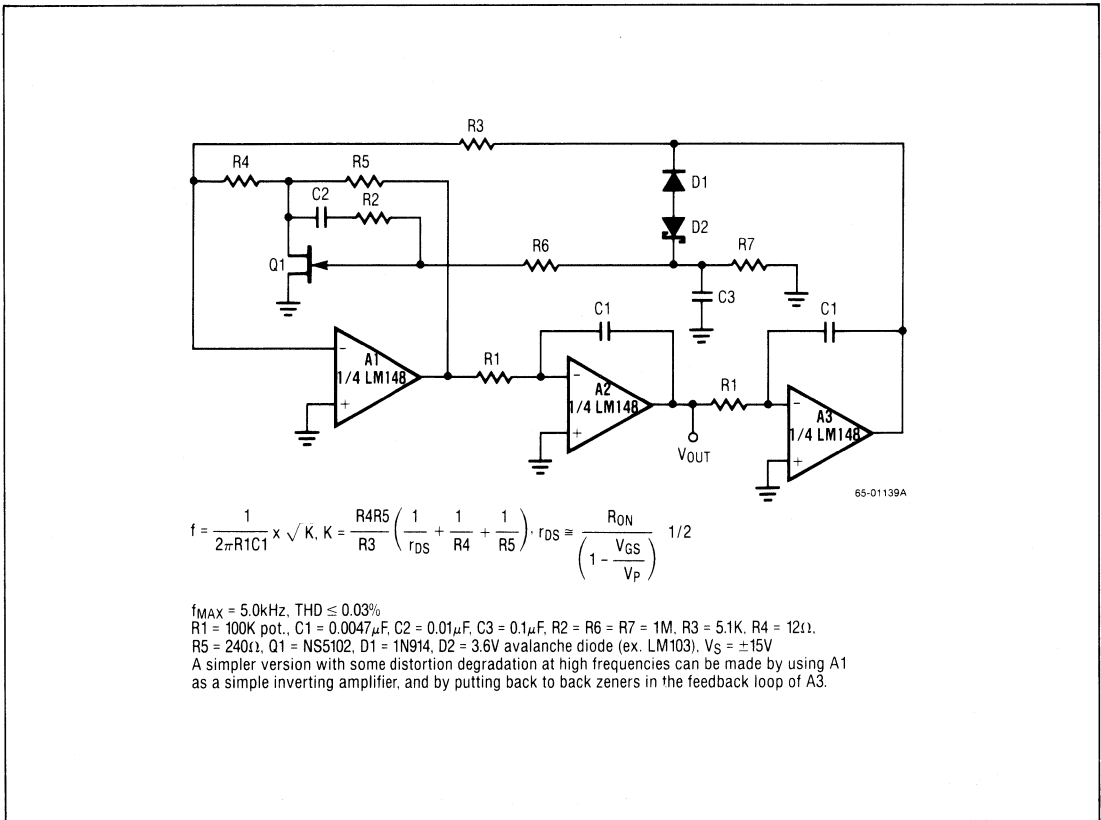 R3
R4
R5
C2
R2
D1
D2
R6
R7
Q1
C3
C1
C1
R1
A1
1/4 LM148
A2
1/4 LM148
R1
A3
1/4 LM148
VOUT
65-01139A
f = 1/(2πR1C1) x √K, K = R4R5/R3 (1/rDS + 1/R4 + 1/R5), rDS ≅ RON/(1 - VGS/VP) 1/2
fMAX = 5.0kHz, THD ≤ 0.03%
R1 = 100K pot., C1 = 0.0047μF, C2 = 0.01μF, C3 = 0.1μF, R2 = R6 = R7 = 1M, R3 = 5.1K, R4 = 12Ω,
R5 = 240Ω, Q1 = NS5102, D1 = 1N914, D2 = 3.6V avalanche diode (ex. LM103), VS = ±15V
A simpler version with some distortion degradation at high frequencies can be made by using A1
as a simple inverting amplifier, and by putting back to back zeners in the feedback loop of A3.